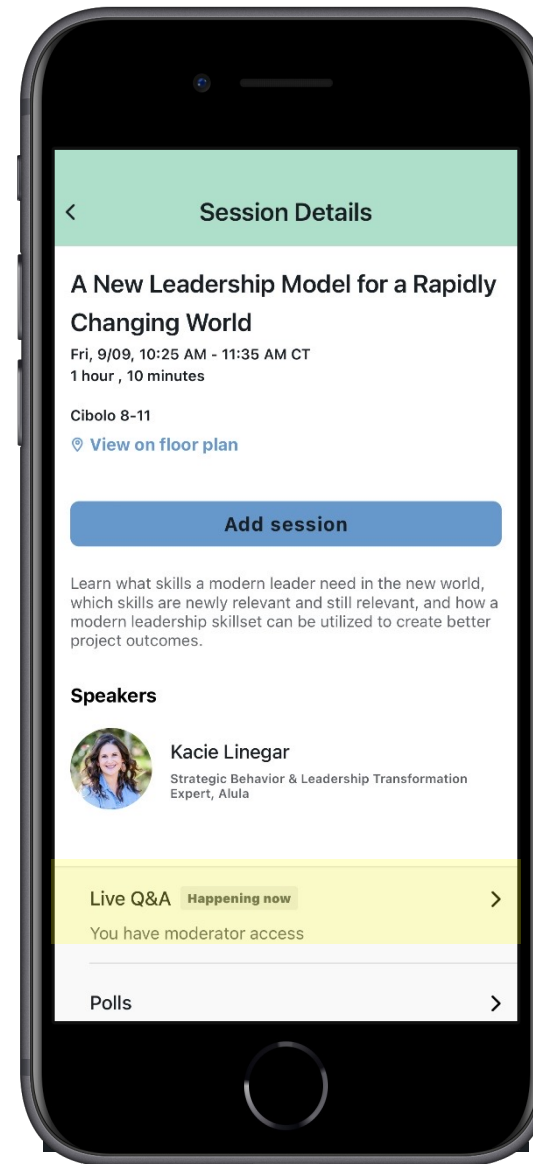 Session Details
A New Leadership Model for a Rapidly
Changing World
Fri, 9/09, 10:25 AM - 11:35 AM CT
1 hour , 10 minutes
Cibolo 8-11
View on floor plan
Add session
Learn what skills a modern leader need in the new world,
which skills are newly relevant and still relevant, and how a
modern leadership skillset can be utilized to create better
project outcomes.
Speakers
Kacie Linegar
Strategic Behavior & Leadership Transformation
Expert, Alula
Live Q&A Happening now
You have moderator access
Polls